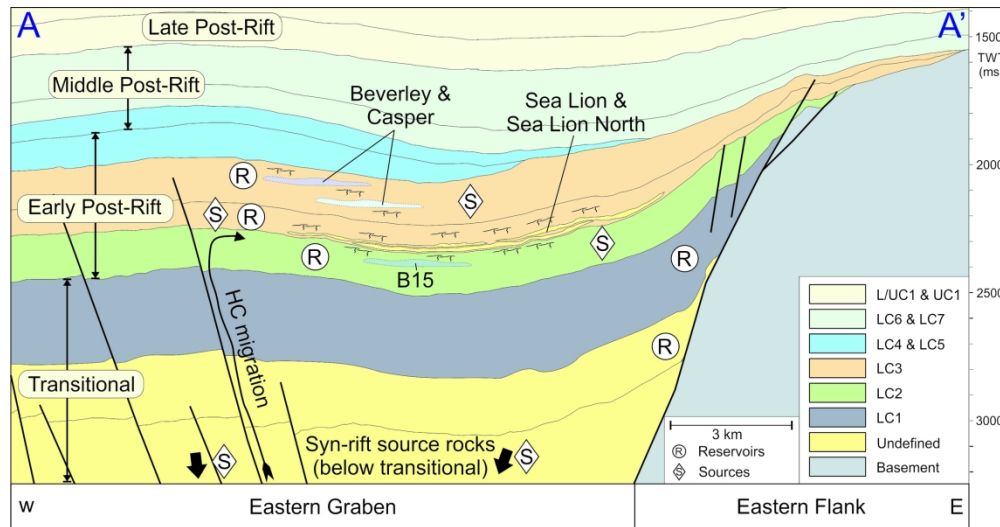 A
A'
Late Post-Rift
1500
TWT
(ms)
Middle Post-Rift
Beverley &
Casper
Sea Lion &
Sea Lion North
2000
R
S
Early Post-Rift
S
R
R
S
R
B15
2500
HC migration
R
Transitional
L/UC1 & UC1
LC6 & LC7
LC4 & LC5
LC3
LC2
LC1
Undefined
Basement
3 km
R Reservoirs
S Sources
3000
Syn-rift source rocks
(below transitional)
S
S
W
Eastern Graben
Eastern Flank
E